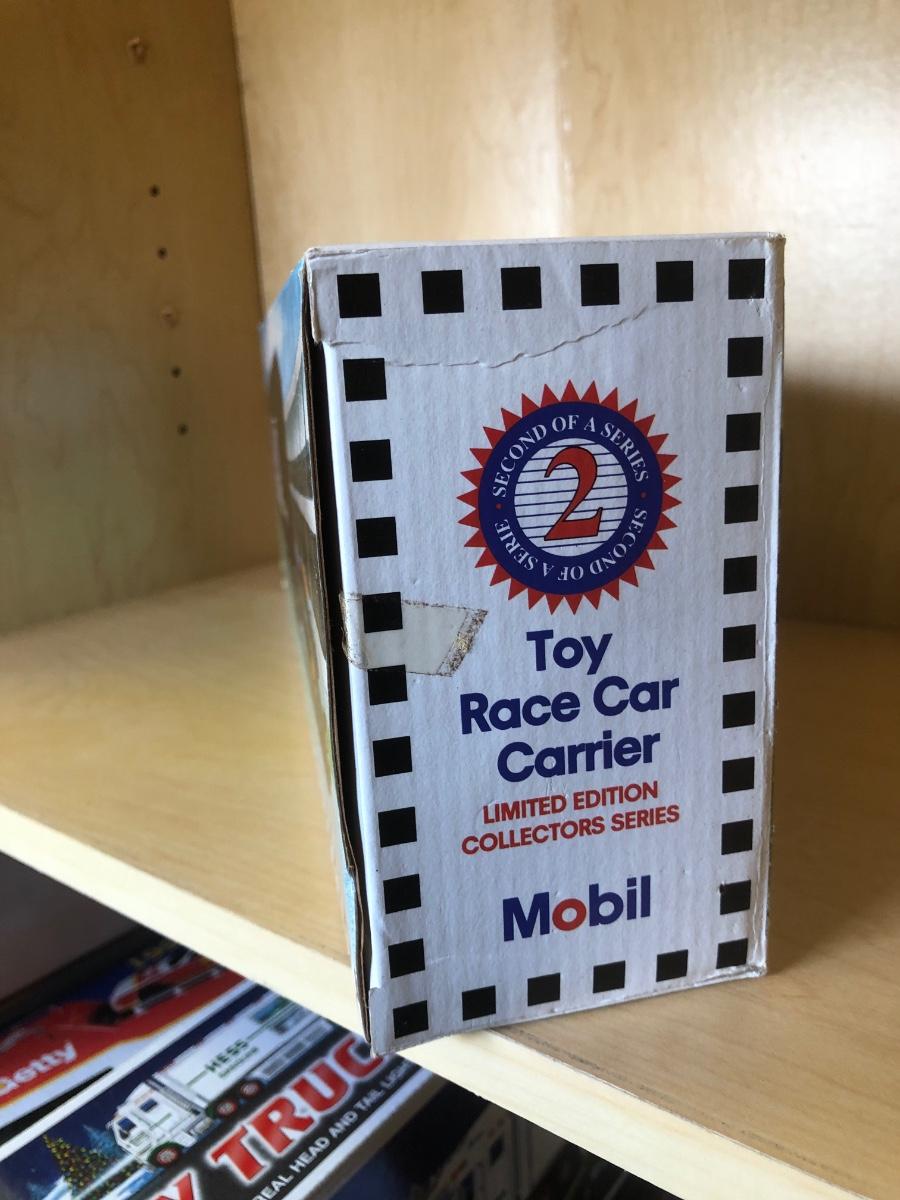 SECOND OF A SERIES
2
SECOND OF A SERIE
Toy
Race Car
Carrier
LIMITED EDITION
COLLECTORS SERIES
Mobil
Getty
HESS
Y TRUC
REAL HEAD AND TAIL LIG